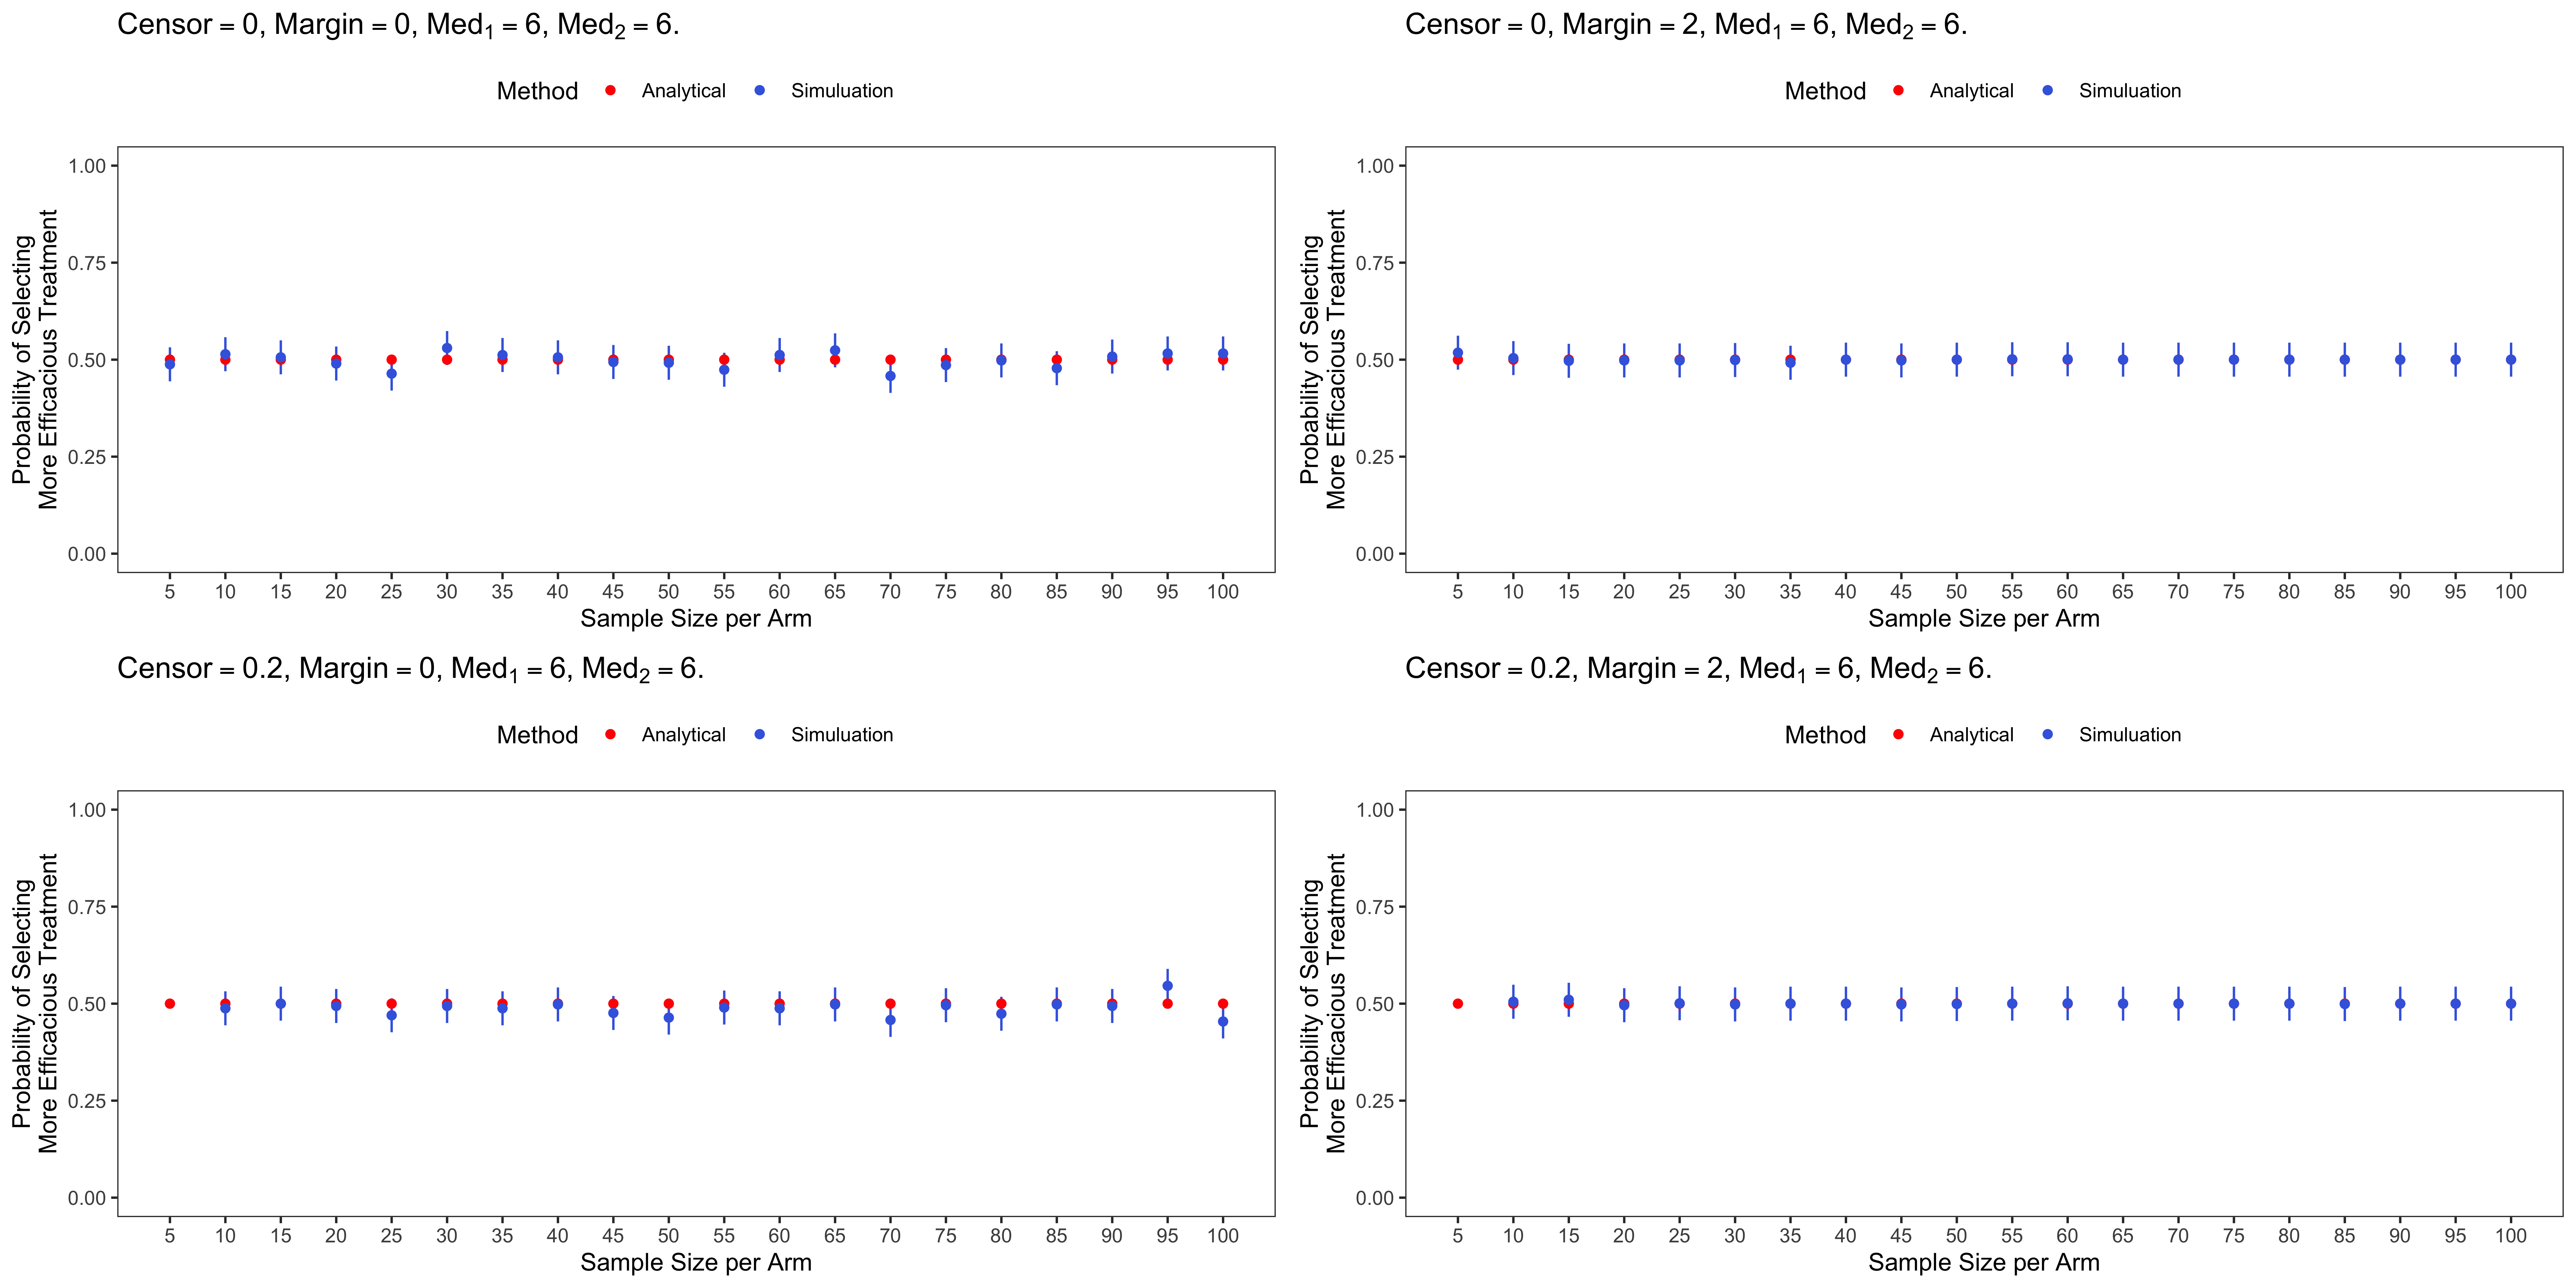 Censor = 0, Margin = 0, Med₁ = 6, Med₂ = 6.
Method Analytical Simuluation
Probability of Selecting
More Efficacious Treatment
1.00
0.75
0.50
0.25
0.00
5 10 15 20 25 30 35 40 45 50 55 60 65 70 75 80 85 90 95 100
Sample Size per Arm
Censor = 0, Margin = 2, Med₁ = 6, Med₂ = 6.
Method Analytical Simuluation
Probability of Selecting
More Efficacious Treatment
1.00
0.75
0.50
0.25
0.00
5 10 15 20 25 30 35 40 45 50 55 60 65 70 75 80 85 90 95 100
Sample Size per Arm
Censor = 0.2, Margin = 0, Med₁ = 6, Med₂ = 6.
Method Analytical Simuluation
Probability of Selecting
More Efficacious Treatment
1.00
0.75
0.50
0.25
0.00
5 10 15 20 25 30 35 40 45 50 55 60 65 70 75 80 85 90 95 100
Sample Size per Arm
Censor = 0.2, Margin = 2, Med₁ = 6, Med₂ = 6.
Method Analytical Simuluation
Probability of Selecting
More Efficacious Treatment
1.00
0.75
0.50
0.25
0.00
5 10 15 20 25 30 35 40 45 50 55 60 65 70 75 80 85 90 95 100
Sample Size per Arm